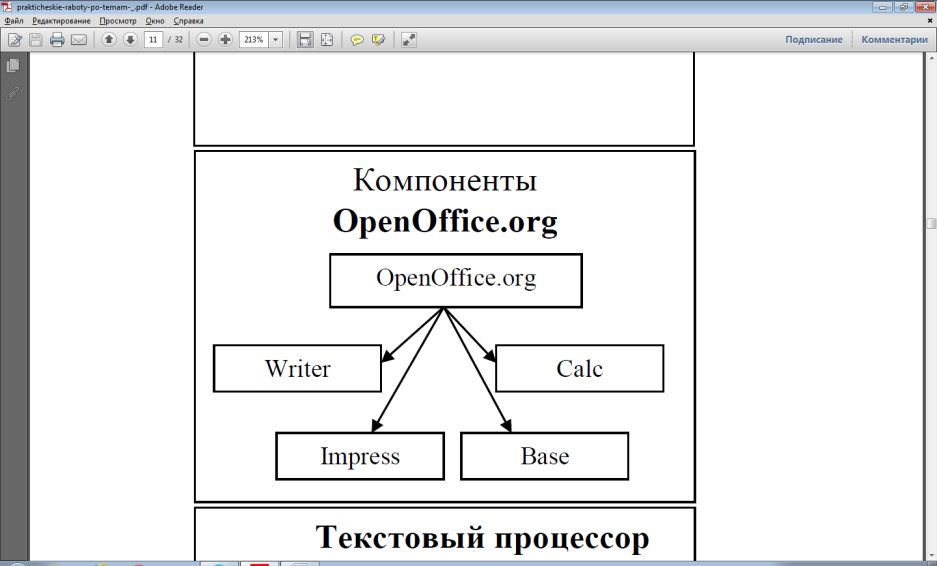 prakticheskie-raboty-po-temam-_.pdf - Adobe Reader
Файл Редактирование Просмотр Окно Справка
11 / 32 213% Подписание Комментарии
Компоненты
OpenOffice.org
OpenOffice.org
Writer Calc
Impress Base
Текстовый процессор